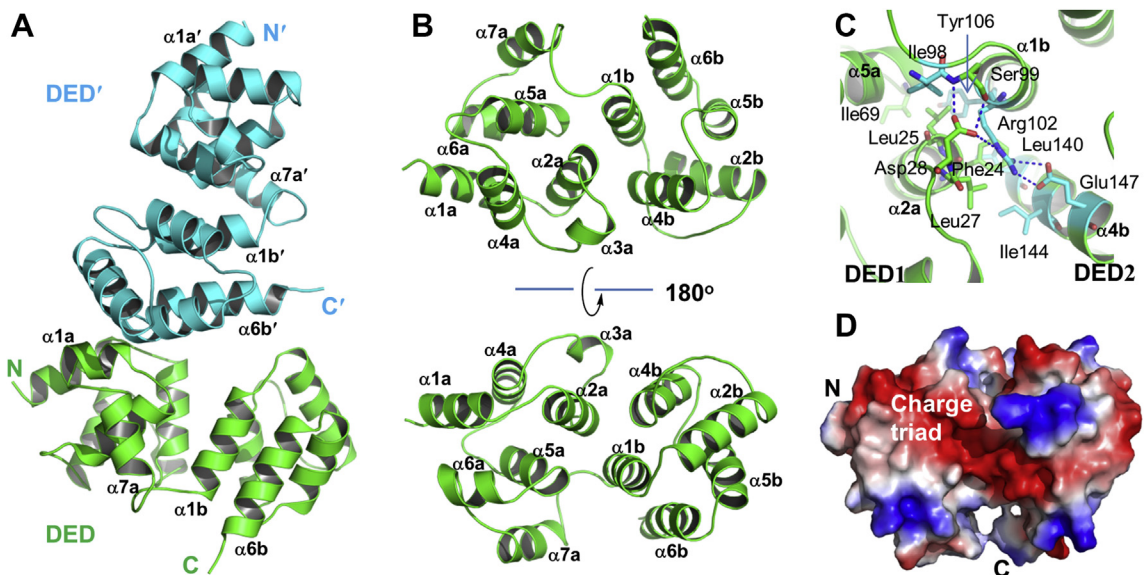 A
N′
α1a′
DED′
α7a′
α1b′
C′
α6b′
α1a
N
α7a
α1b
DED
α6b
C
B
α7a
α6b
α1b
α5a
α5b
α6a
α2a
α2b
α1a
α4b
α4a
α3a
180°
α3a
α4a
α4b
α1a
α2a
α2b
α1b
α5a
α6a
α5b
α7a
α6b
C
Tyr106
Ile98
α1b
α5a
Ser99
Ile69
Arg102
Leu25
Leu140
Asp28
Phe24
Glu147
α2a
Leu27
α4b
Ile144
DED1
DED2
D
N
Charge
triad
C